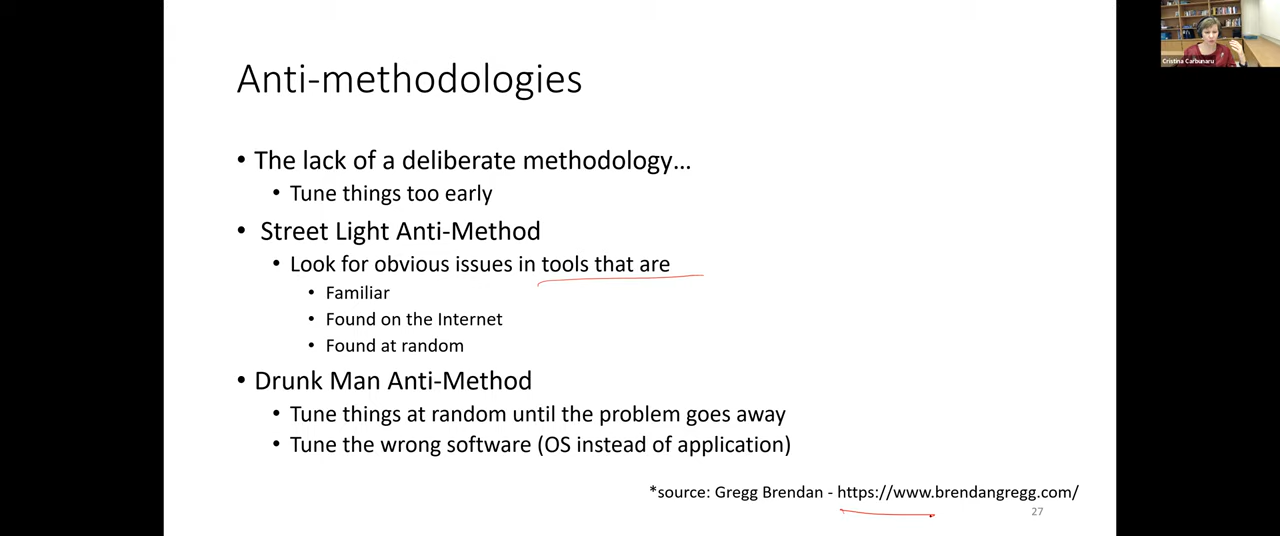 Cristina Carbunaru
Anti-methodologies
• The lack of a deliberate methodology…
• Tune things too early
• Street Light Anti-Method
• Look for obvious issues in tools that are
• Familiar
• Found on the Internet
• Found at random
• Drunk Man Anti-Method
• Tune things at random until the problem goes away
• Tune the wrong software (OS instead of application)
*source: Gregg Brendan - https://www.brendangregg.com/
27